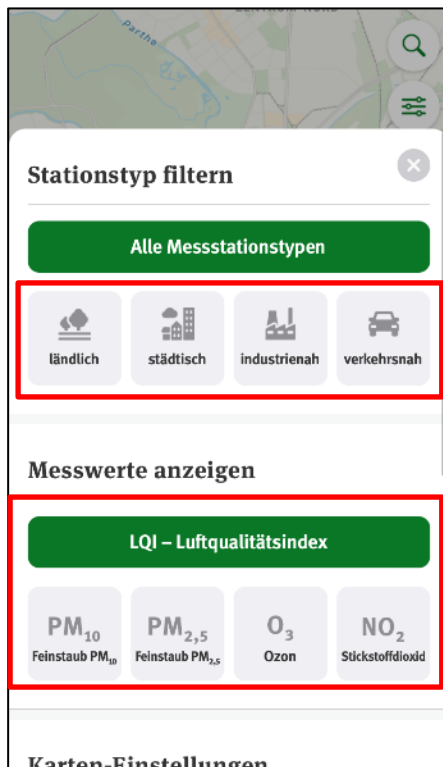 Parthe
Stationstyp filtern
Alle Messstationstypen
ländlich städtisch industrienah verkehrsnah
Messwerte anzeigen
LQI – Luftqualitätsindex
PM₁₀ PM₂,₅ O₃ NO₂
Feinstaub PM₁₀ Feinstaub PM₂,₅ Ozon Stickstoffdioxid
Karten-Einstellungen